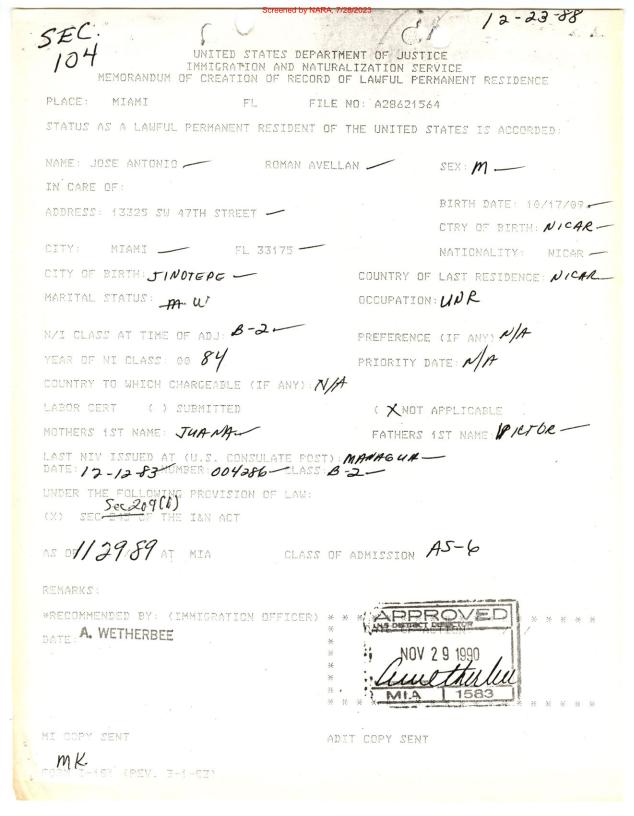 Screened by NARA, 7/28/2023
12-23-88
SEC.
104
UNITED STATES DEPARTMENT OF JUSTICE
IMMIGRATION AND NATURALIZATION SERVICE
MEMORANDUM OF CREATION OF RECORD OF LAWFUL PERMANENT RESIDENCE
PLACE: MIAMI FL FILE NO: A28621564
STATUS AS A LAWFUL PERMANENT RESIDENT OF THE UNITED STATES IS ACCORDED:
NAME: JOSE ANTONIO ROMAN AVELLAN SEX: M
IN CARE OF:
BIRTH DATE: 10/17/09
ADDRESS: 13325 SW 47TH STREET
CTRY OF BIRTH: NICAR
CITY: MIAMI FL 33175 NATIONALITY: NICAR
CITY OF BIRTH: JINOTEPE COUNTRY OF LAST RESIDENCE: NICAR
MARITAL STATUS: M W OCCUPATION: UNR
N/I CLASS AT TIME OF ADJ: B-2 PREFERENCE (IF ANY) N/A
YEAR OF NI CLASS: 00 84 PRIORITY DATE: N/A
COUNTRY TO WHICH CHARGEABLE (IF ANY): N/A
LABOR CERT ( ) SUBMITTED ( X NOT APPLICABLE
MOTHERS 1ST NAME: JUANA FATHERS 1ST NAME: VICTOR
LAST NIV ISSUED AT (U.S. CONSULATE POST): MANAGUA
DATE: 12-12-83 NUMBER: 004286 CLASS: B-2
UNDER THE FOLLOWING PROVISION OF LAW:
Sec 209(b)
(X) SEC 245 OF THE I&N ACT
AS OF 11 29 89 AT MIA CLASS OF ADMISSION AS-6
REMARKS:
*RECOMMENDED BY: (IMMIGRATION OFFICER) * * * * * * * *
DATE: A. WETHERBEE
APPROVED
INS DISTRICT DIRECTOR
NOV 29 1990
MIA 1583
MI COPY SENT ADIT COPY SENT
MK
FORM I-181 (REV. 3-1-83)